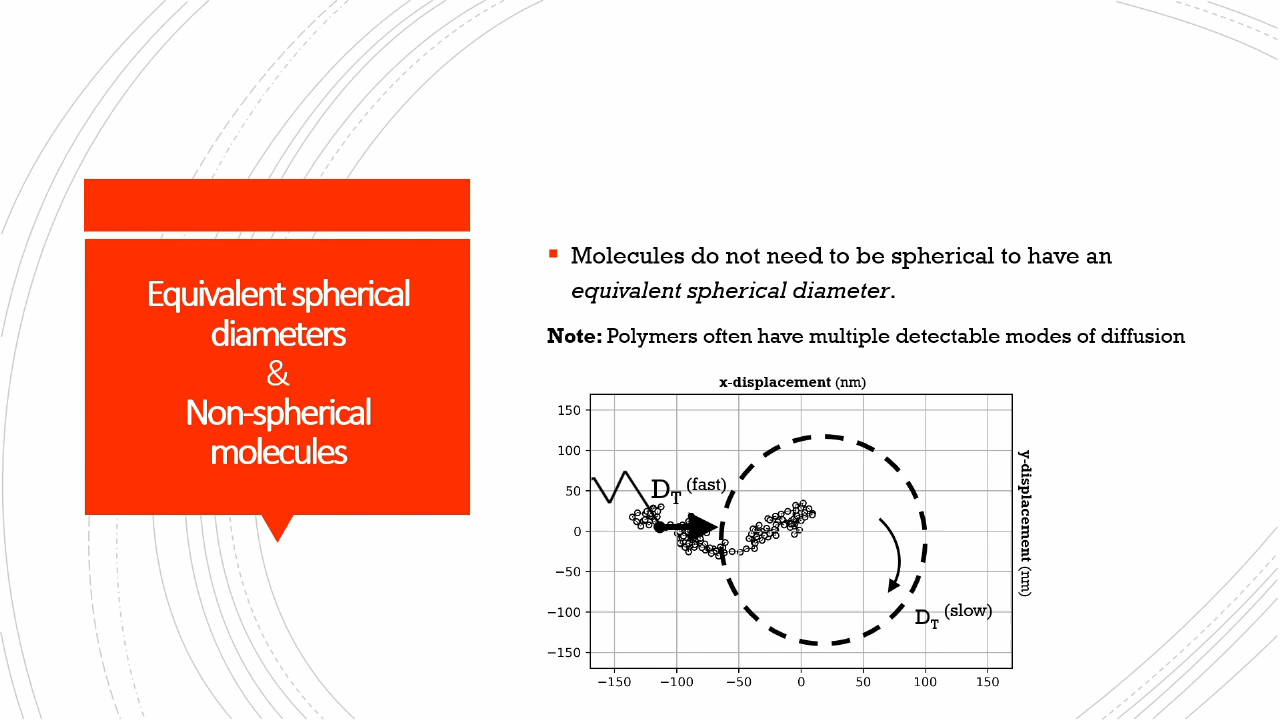 Equivalent spherical
diameters
&
Non-spherical
molecules
▪ Molecules do not need to be spherical to have an
equivalent spherical diameter.
Note: Polymers often have multiple detectable modes of diffusion
x-displacement (nm)
150
100
50
0
−50
−100
−150
D_T (fast)
D_T (slow)
y-displacement (nm)
−150 −100 −50 0 50 100 150